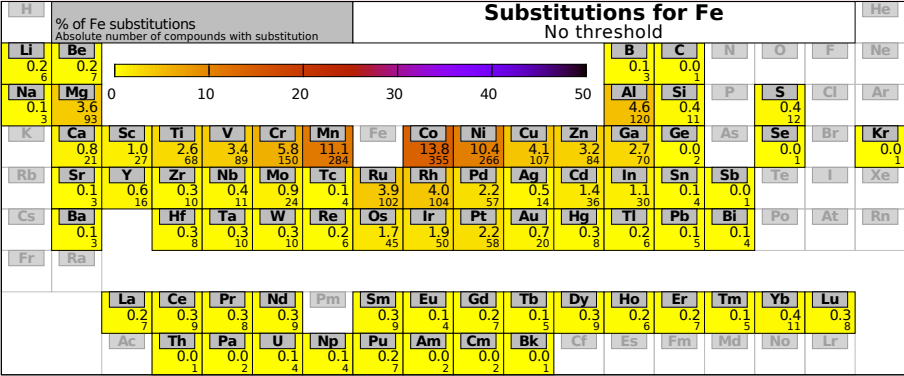 H
% of Fe substitutions
Absolute number of compounds with substitution
Substitutions for Fe
No threshold
He
Li Be B C N O F Ne
0.2 0.2 0.1 0.0
6 7 3 1
0 10 20 30 40 50
Na Mg Al Si P S Cl Ar
0.1 3.6 4.6 0.4 0.4
3 93 120 11 12
K Ca Sc Ti V Cr Mn Fe Co Ni Cu Zn Ga Ge As Se Br Kr
0.8 1.0 2.6 3.4 5.8 11.1 13.8 10.4 4.1 3.2 2.7 0.0 0.0 0.0
21 27 68 89 150 284 355 266 107 84 70 2 1 1
Rb Sr Y Zr Nb Mo Tc Ru Rh Pd Ag Cd In Sn Sb Te I Xe
0.1 0.6 0.3 0.4 0.9 0.1 3.9 4.0 2.2 0.5 1.4 1.1 0.1 0.0
3 16 10 11 24 4 102 104 57 14 36 30 4 1
Cs Ba Hf Ta W Re Os Ir Pt Au Hg Tl Pb Bi Po At Rn
0.1 0.3 0.3 0.3 0.2 1.7 1.9 2.2 0.7 0.3 0.2 0.1 0.1
3 8 10 10 6 45 50 58 20 8 6 5 4
Fr Ra
La Ce Pr Nd Pm Sm Eu Gd Tb Dy Ho Er Tm Yb Lu
0.2 0.3 0.3 0.3 0.3 0.1 0.2 0.1 0.3 0.2 0.2 0.1 0.4 0.3
7 9 8 9 9 4 7 5 9 6 7 5 11 8
Ac Th Pa U Np Pu Am Cm Bk Cf Es Fm Md No Lr
0.0 0.0 0.1 0.1 0.2 0.0 0.0 0.0
1 2 4 4 7 2 2 1